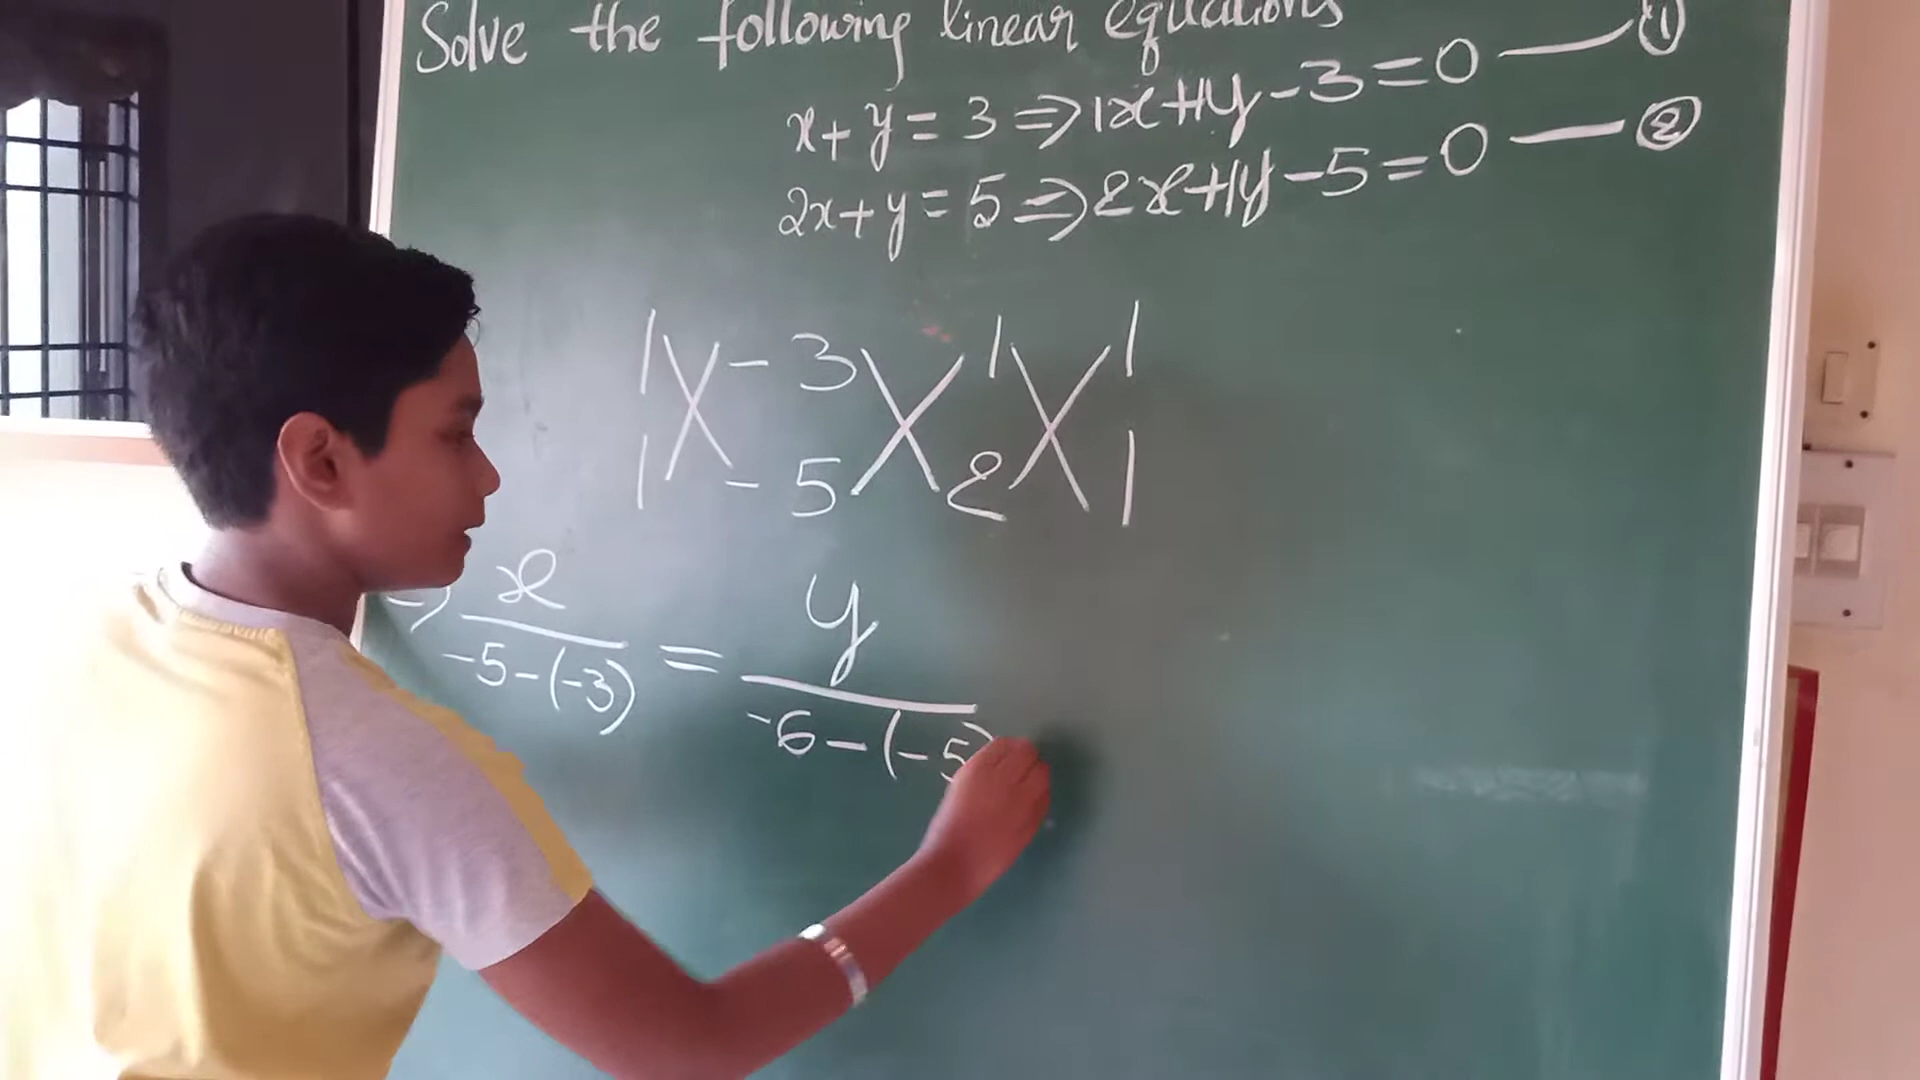 Solve the following linear equations
x + y = 3 ⇒ 1x + 1y - 3 = 0 — ①
2x + y = 5 ⇒ 2x + 1y - 5 = 0 — ②
1 X - 3 X 1 X 1
1 - 5 2 1
⇒ x/(-5-(-3)) = y/(-6-(-5))